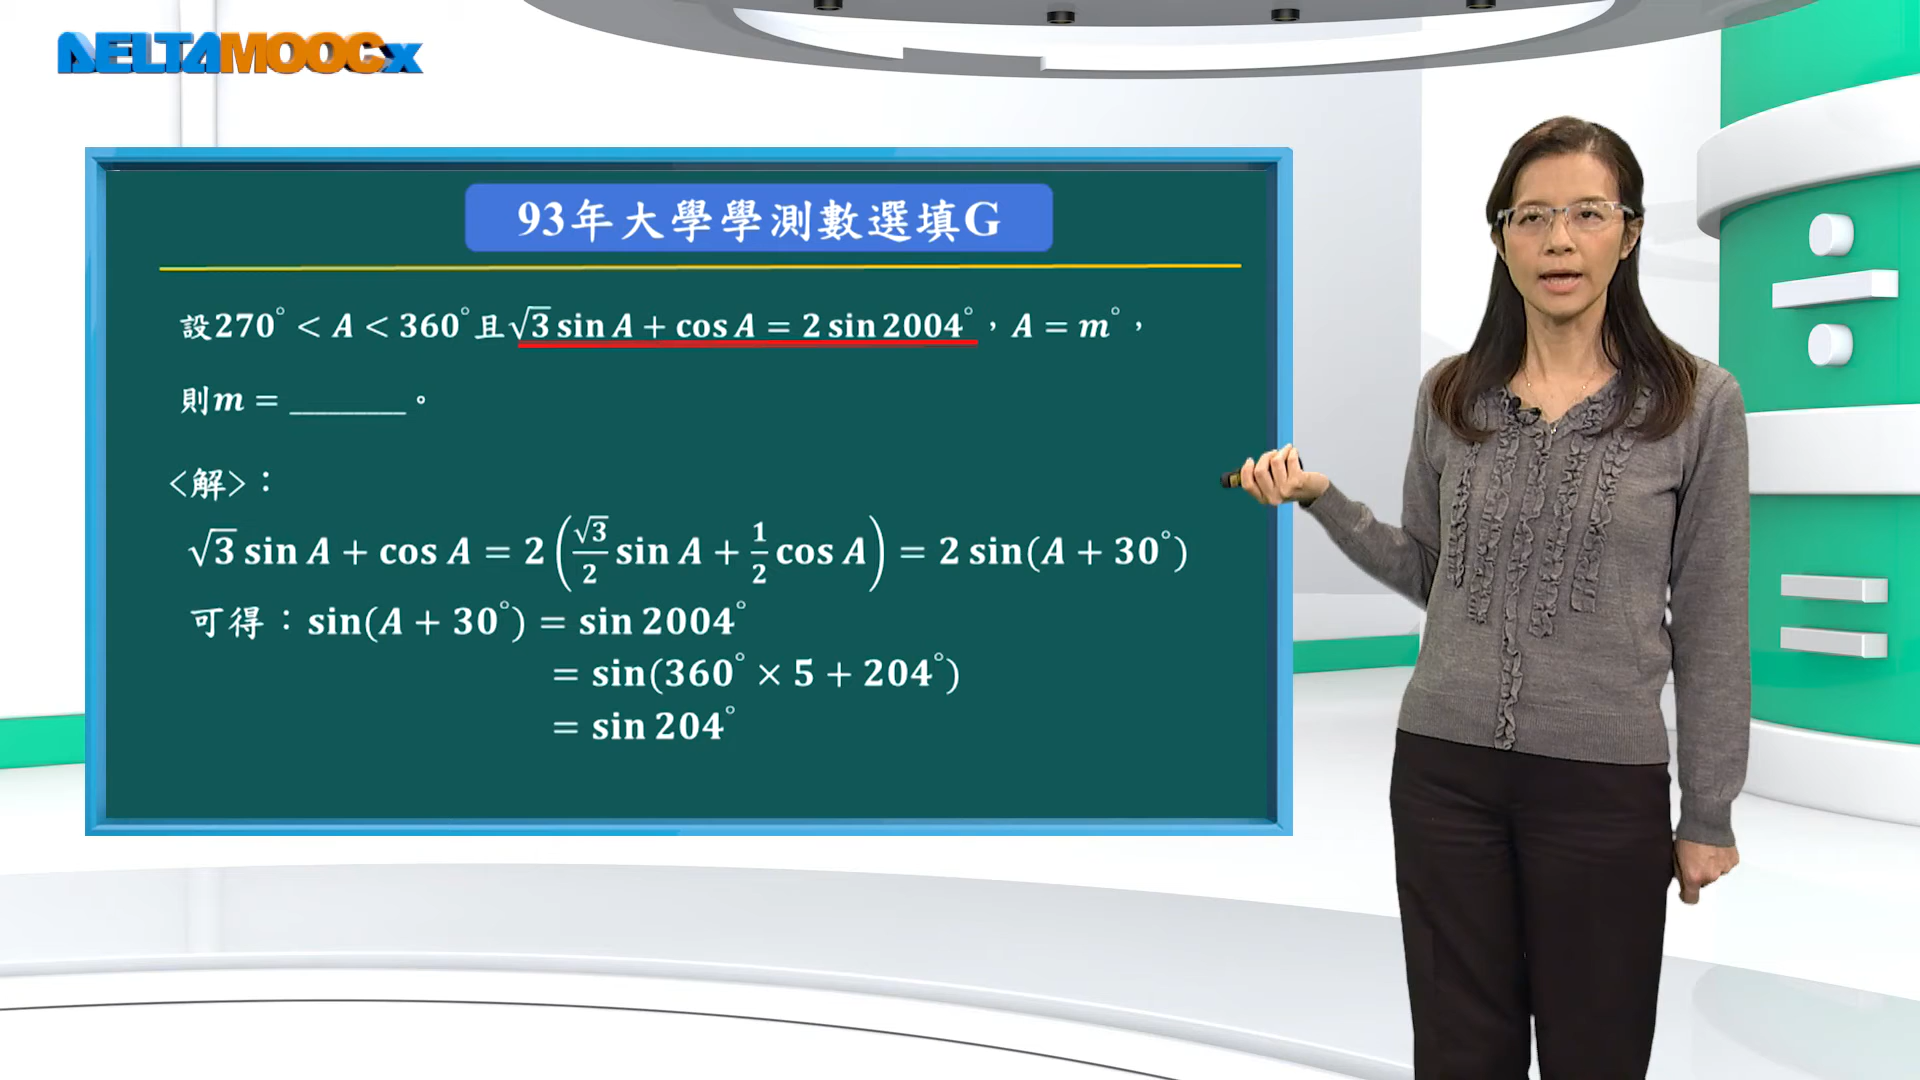 DELTAMOOCx
93年大學學測數選填G
設270° < A < 360°且√3 sin A + cos A = 2 sin 2004°，A = m°，
則m = ________。
<解>：
√3 sin A + cos A = 2(√3/2 sin A + 1/2 cos A) = 2 sin(A + 30°)
可得：sin(A + 30°) = sin 2004°
= sin(360° × 5 + 204°)
= sin 204°